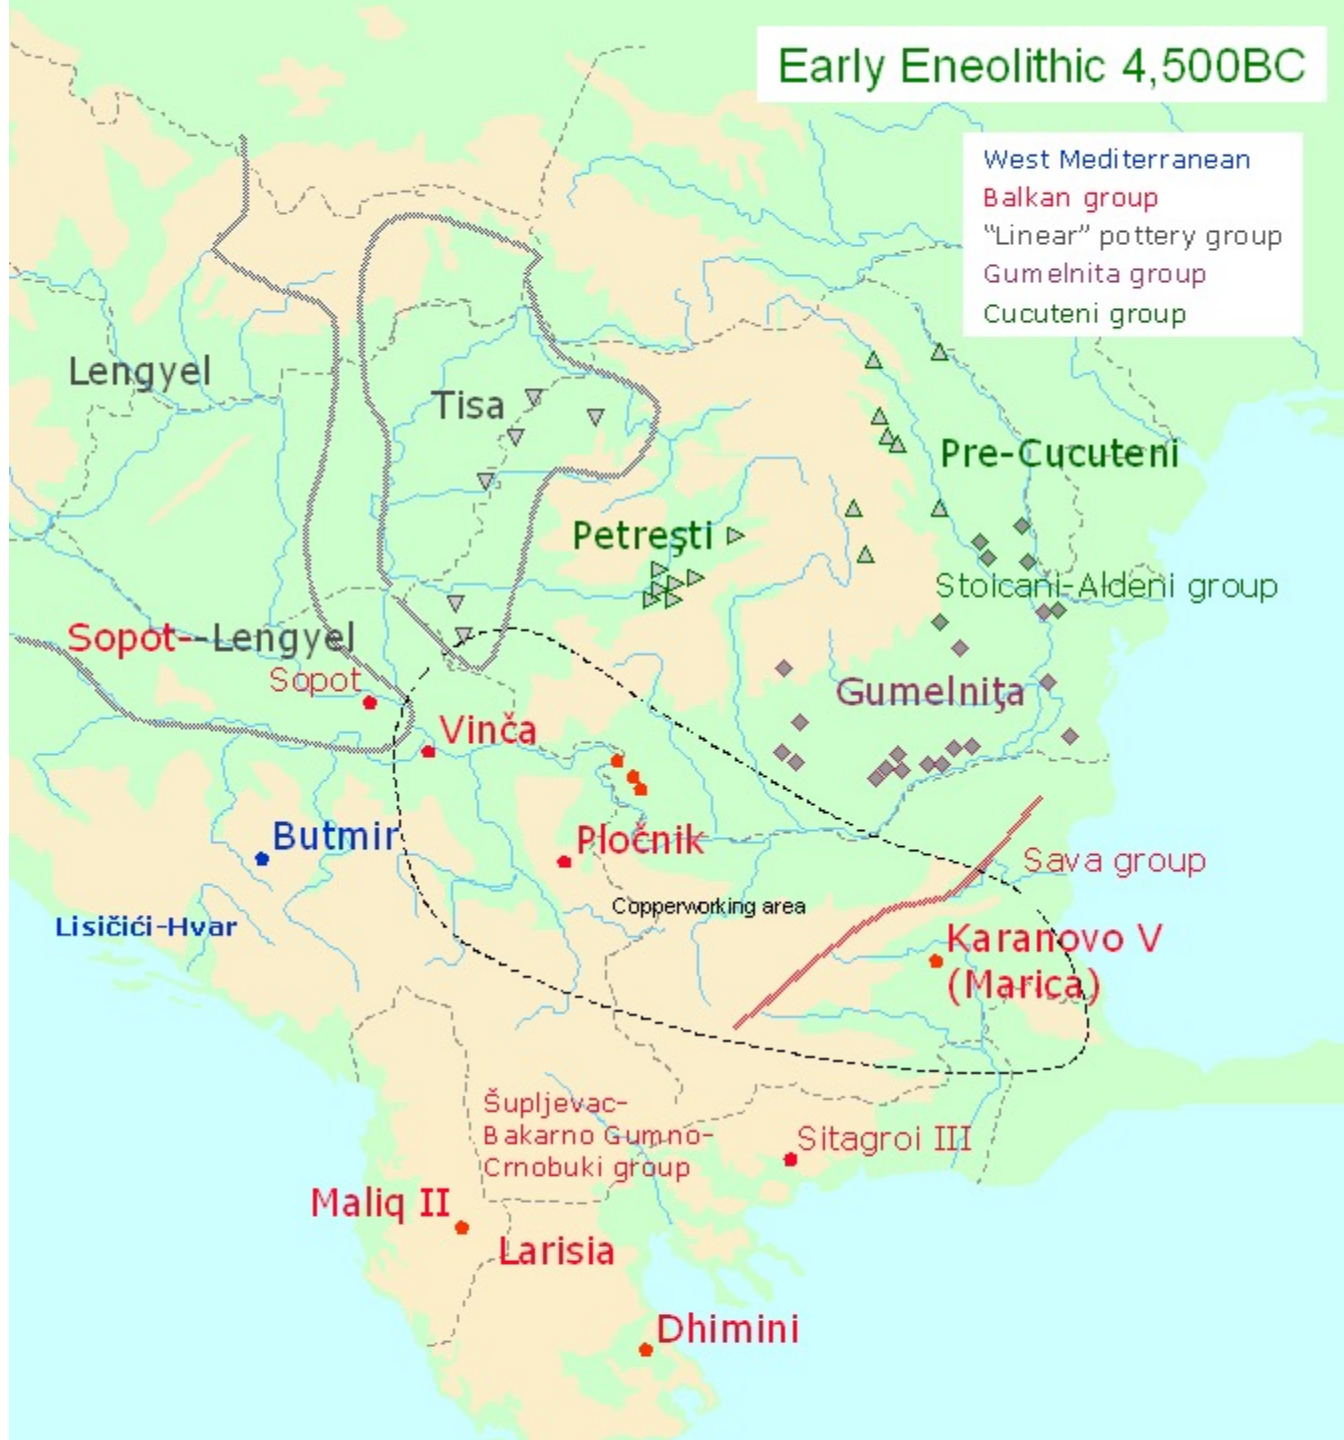 Early Eneolithic 4,500BC
West Mediterranean
Balkan group
"Linear" pottery group
Gumelnita group
Cucuteni group
Lengyel
Tisa
Pre-Cucuteni
Petreşti
Stoicani-Aldeni group
Sopot--Lengyel
Sopot
Gumelniţa
Vinča
Butmir
Pločnik
Sava group
Copperworking area
Lisičići-Hvar
Karanovo V
(Marica)
Šupljevac-
Bakarno Gumno-
Crnobuki group
Sitagroi III
Maliq II
Larisia
Dhimini